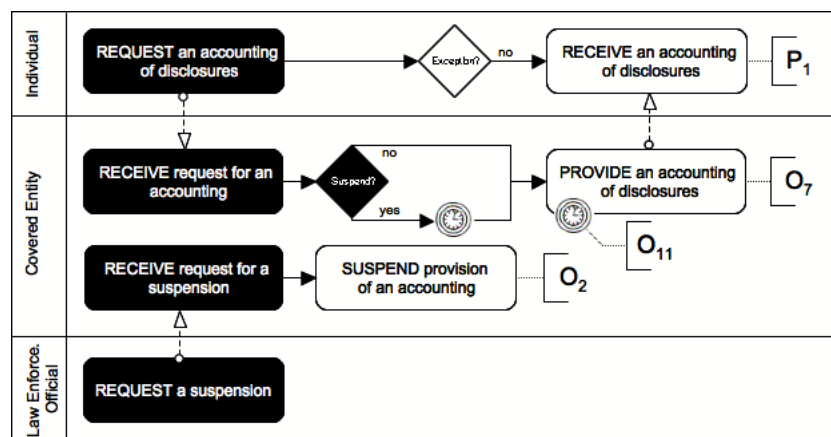 Individual
REQUEST an accounting
of disclosures
Exception?
no
RECEIVE an accounting
of disclosures
P1
Covered Entity
RECEIVE request for an
accounting
Suspend?
no
yes
PROVIDE an accounting
of disclosures
O7
O11
RECEIVE request for a
suspension
SUSPEND provision
of an accounting
O2
Law Enforce.
Official
REQUEST a suspension